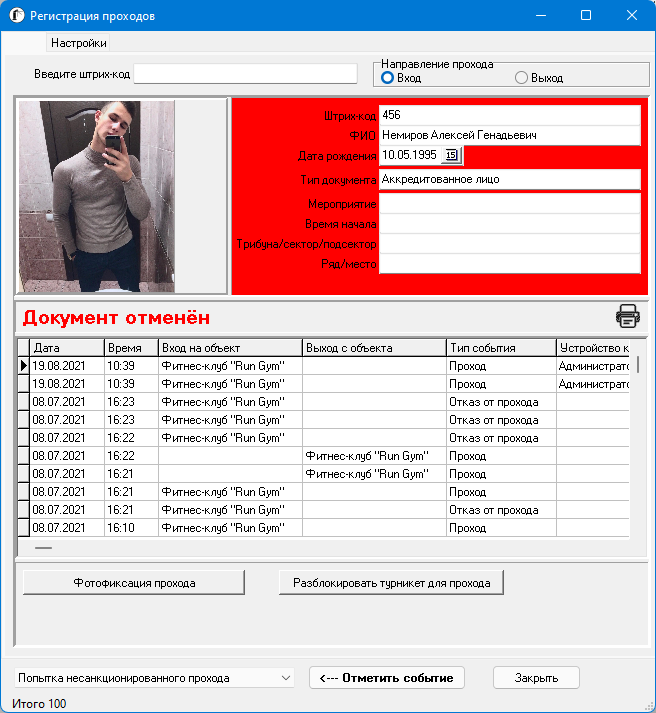 Регистрация проходов
Настройки
Введите штрих-код
Направление прохода
Вход Выход
Штрих-код 456
ФИО Немиров Алексей Генадьевич
Дата рождения 10.05.1995 15
Тип документа Аккредитованное лицо
Мероприятие
Время начала
Трибуна/сектор/подсектор
Ряд/место
Документ отменён
Дата Время Вход на объект Выход с объекта Тип события Устройство к
19.08.2021 10:39 Фитнес-клуб "Run Gym" Проход Администрато
19.08.2021 10:39 Фитнес-клуб "Run Gym" Проход Администрато
08.07.2021 16:23 Фитнес-клуб "Run Gym" Отказ от прохода
08.07.2021 16:23 Фитнес-клуб "Run Gym" Отказ от прохода
08.07.2021 16:22 Фитнес-клуб "Run Gym" Отказ от прохода
08.07.2021 16:22 Фитнес-клуб "Run Gym" Проход
08.07.2021 16:21 Фитнес-клуб "Run Gym" Проход
08.07.2021 16:21 Фитнес-клуб "Run Gym" Проход
08.07.2021 16:21 Фитнес-клуб "Run Gym" Отказ от прохода
08.07.2021 16:10 Фитнес-клуб "Run Gym" Проход
Фотофиксация прохода Разблокировать турникет для прохода
Попытка несанкционированного прохода <--- Отметить событие Закрыть
Итого 100